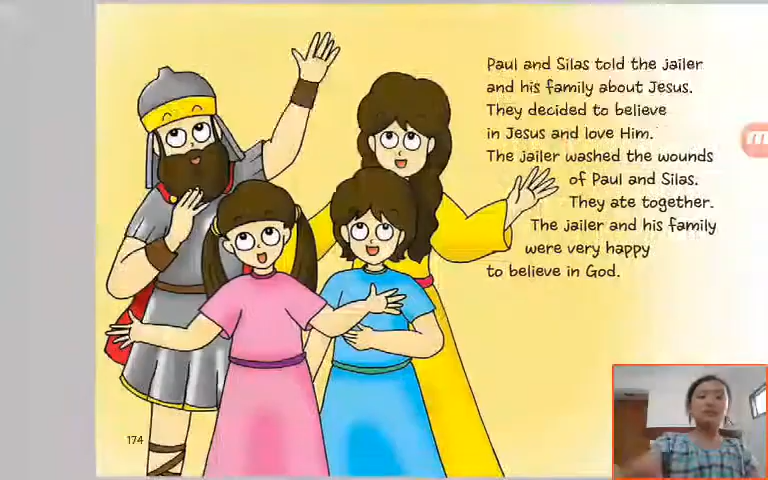 Paul and Silas told the jailer
and his family about Jesus.
They decided to believe
in Jesus and love Him.
The jailer washed the wounds
of Paul and Silas.
They ate together.
The jailer and his family
were very happy
to believe in God.
174